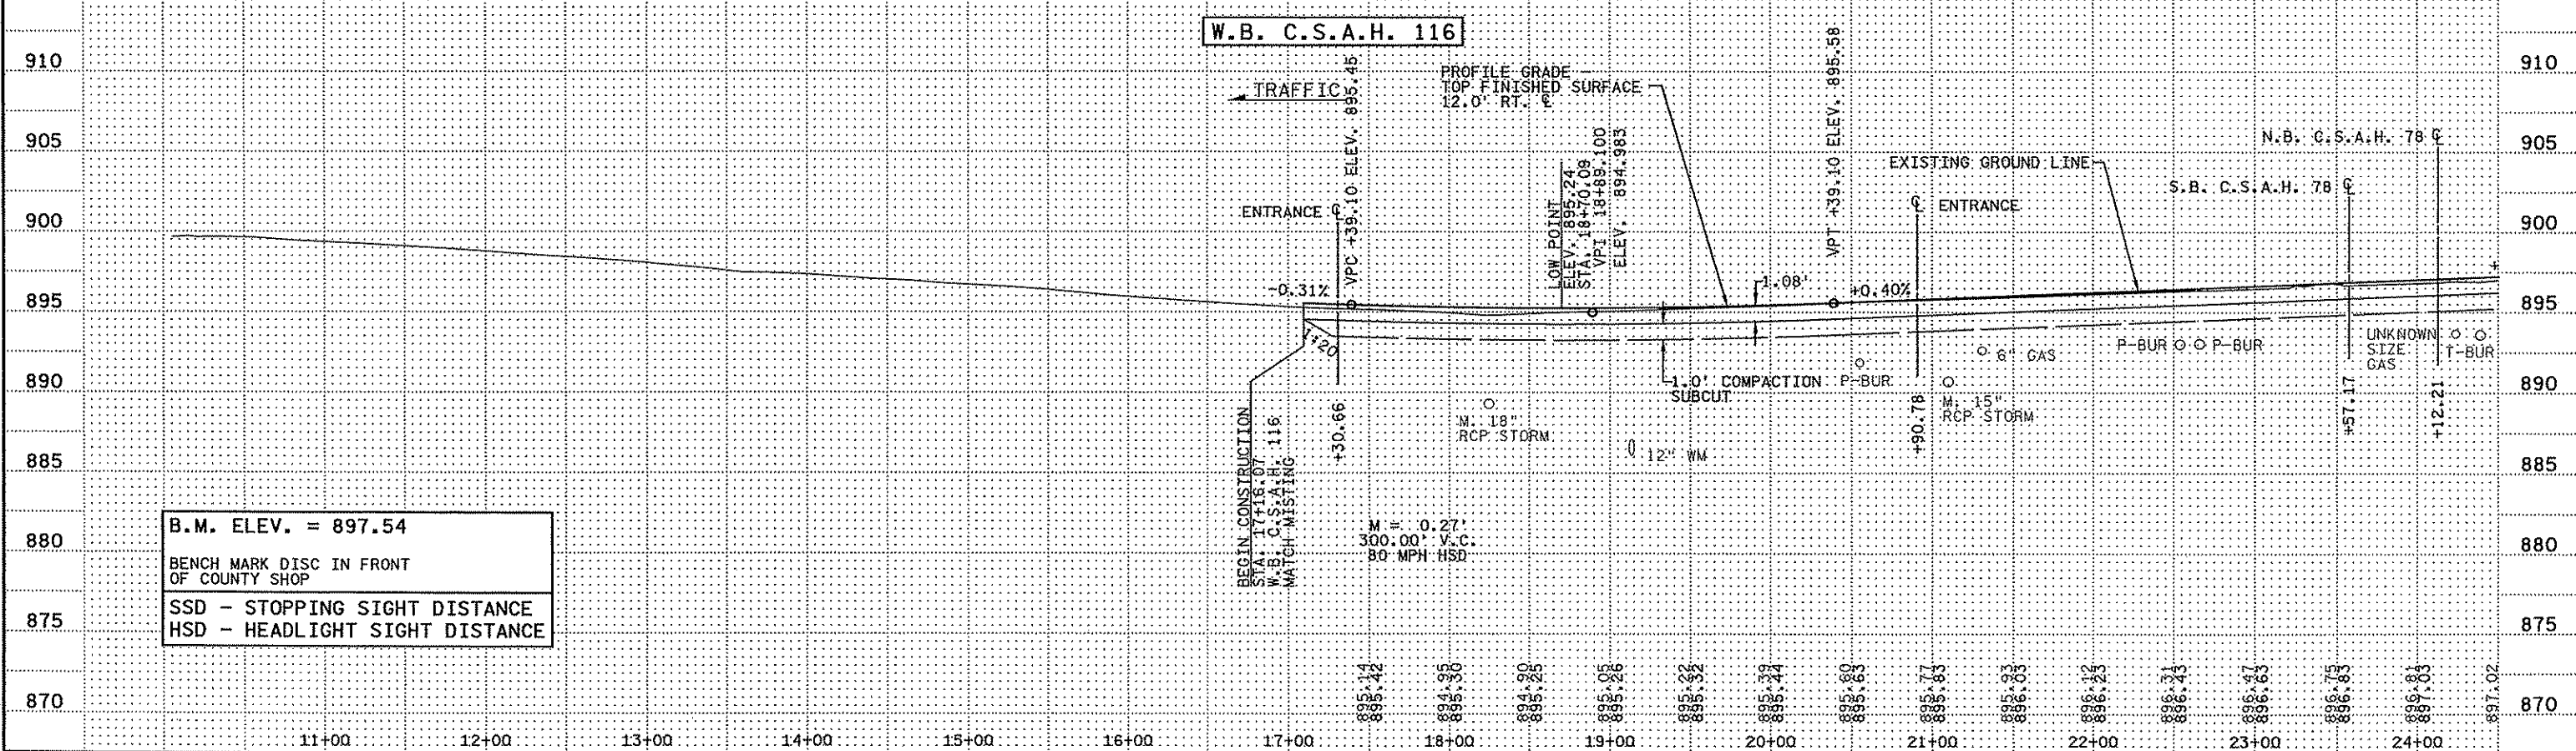 W.B. C.S.A.H. 116
910
905
900
895
890
885
880
875
870
TRAFFIC
PROFILE GRADE -
TOP FINISHED SURFACE
12.0' RT. ℄
VPC +39.10 ELEV. 895.45
ENTRANCE ℄
-0.31%
LOW POINT
ELEV. 895.24
STA. 18+70.09
VPI 18+89.100
ELEV. 894.983
1.08'
VPT +39.10 ELEV. 895.58
+0.40%
℄ ENTRANCE
EXISTING GROUND LINE
S.B. C.S.A.H. 78 ℄
N.B. C.S.A.H. 78 ℄
1:20
1.0' COMPACTION
SUBCUT
P-BUR
6" GAS
P-BUR
P-BUR
UNKNOWN
SIZE
GAS
T-BUR
M. 18"
RCP STORM
12" WM
M. 15"
RCP STORM
+30.66
+90.78
+57.17
+12.21
BEGIN CONSTRUCTION
STA. 17+16.07
W.B. C.S.A.H. 116
MATCH EXISTING
M = 0.27'
300.00' V.C.
80 MPH HSD
B.M. ELEV. = 897.54
BENCH MARK DISC IN FRONT
OF COUNTY SHOP
SSD - STOPPING SIGHT DISTANCE
HSD - HEADLIGHT SIGHT DISTANCE
910
905
900
895
890
885
880
875
870
895.14
895.42
894.95
895.30
894.90
895.25
895.05
895.26
895.22
895.32
895.39
895.44
895.60
895.63
895.77
895.83
895.93
896.03
896.12
896.23
896.31
896.43
896.47
896.63
896.75
896.83
896.81
897.03
897.02
11+00
12+00
13+00
14+00
15+00
16+00
17+00
18+00
19+00
20+00
21+00
22+00
23+00
24+00